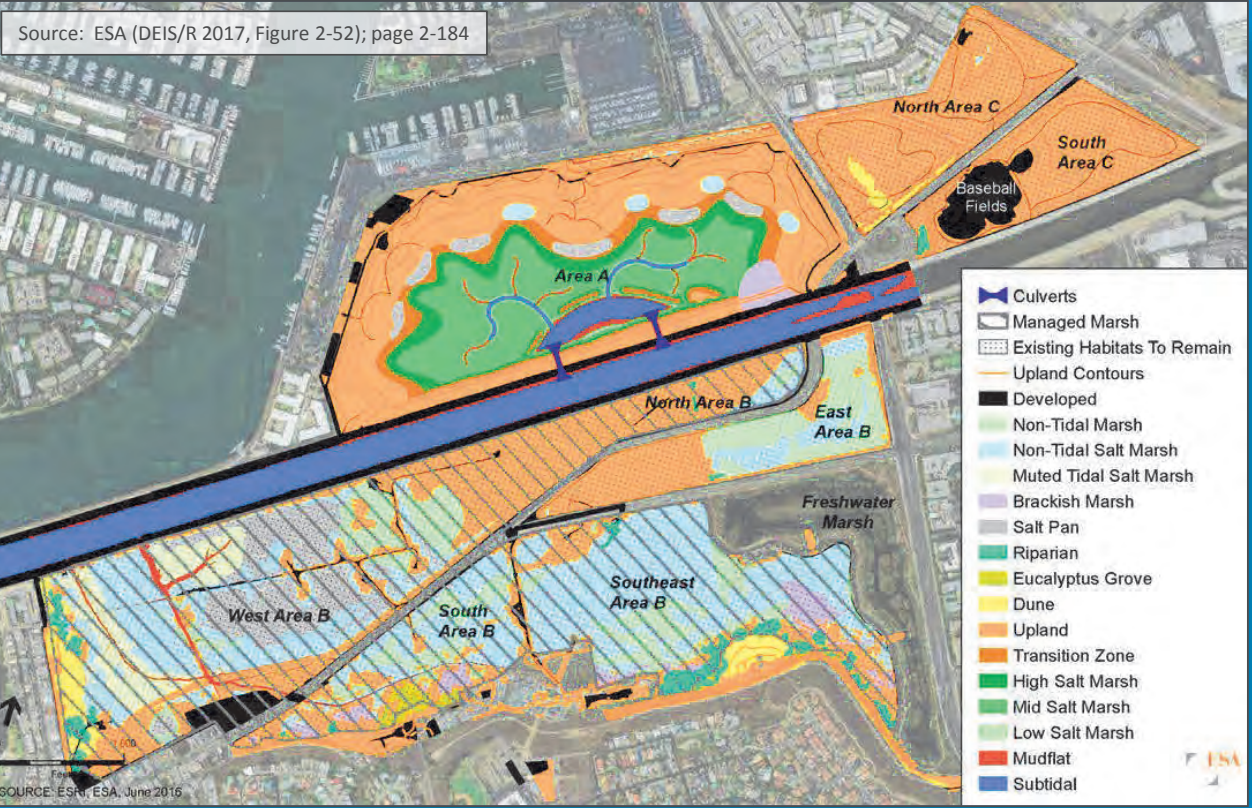 Source: ESA (DEIS/R 2017, Figure 2-52); page 2-184
North Area C
South
Area C
Baseball
Fields
Area A
North Area B
East
Area B
Freshwater
Marsh
West Area B
South
Area B
Southeast
Area B
Culverts
Managed Marsh
Existing Habitats To Remain
Upland Contours
Developed
Non-Tidal Marsh
Non-Tidal Salt Marsh
Muted Tidal Salt Marsh
Brackish Marsh
Salt Pan
Riparian
Eucalyptus Grove
Dune
Upland
Transition Zone
High Salt Marsh
Mid Salt Marsh
Low Salt Marsh
Mudflat
Subtidal
ESA
SOURCE: ESRI, ESA, June 2016